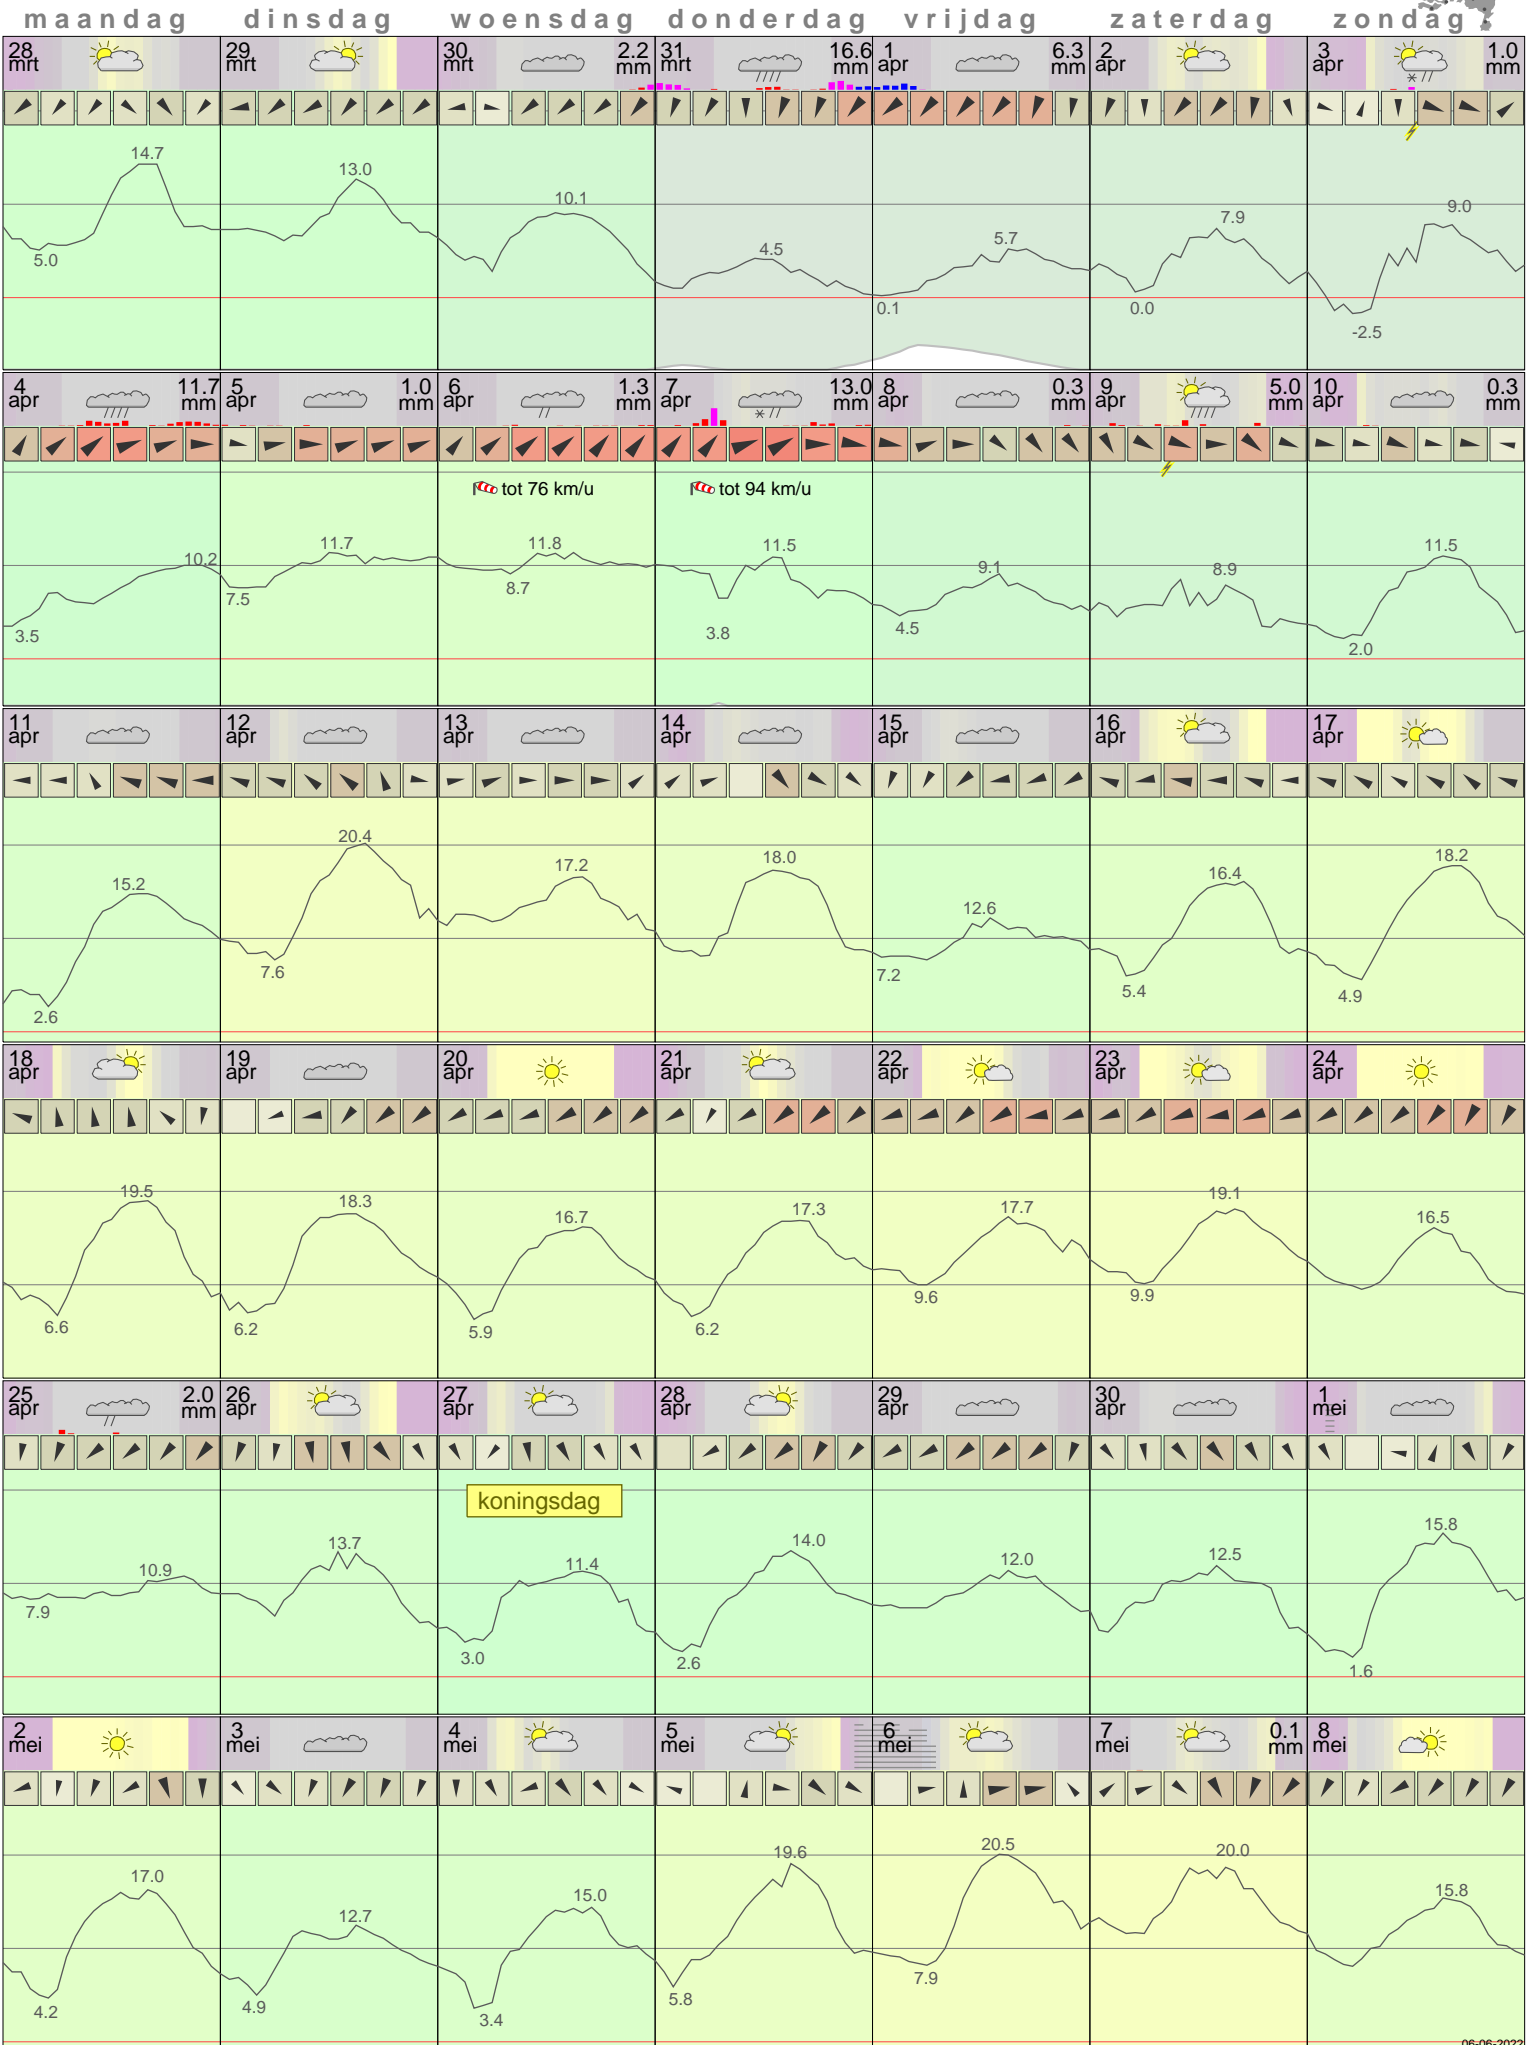 maandag dinsdag woensdag donderdag vrijdag zaterdag zondag
28 29 30 2.2 31 16.6 1 6.3 2 3 1.0
mrt mrt mrt mm mrt mm apr mm apr apr mm
14.7 13.0 10.1 4.5 5.7 7.9 9.0
5.0 0.1 0.0 -2.5
4 11.7 5 1.0 6 1.3 7 13.0 8 0.3 9 5.0 10 0.3
apr mm apr mm apr mm apr mm apr mm apr mm apr mm
tot 76 km/u tot 94 km/u
10.2 11.7 11.8 11.5 9.1 8.9 11.5
3.5 7.5 8.7 3.8 4.5 2.0
11 12 13 14 15 16 17
apr apr apr apr apr apr apr
15.2 20.4 17.2 18.0 12.6 16.4 18.2
2.6 7.6 7.2 5.4 4.9
18 19 20 21 22 23 24
apr apr apr apr apr apr apr
19.5 18.3 16.7 17.3 17.7 19.1 16.5
6.6 6.2 5.9 6.2 9.6 9.9
25 2.0 26 27 28 29 30 1
apr mm apr apr apr apr apr mei
koningsdag
10.9 13.7 11.4 14.0 12.0 12.5 15.8
7.9 3.0 2.6 1.6
2 3 4 5 6 7 0.1 8
mei mei mei mei mei mei mm mei
17.0 12.7 15.0 19.6 20.5 20.0 15.8
4.2 4.9 3.4 5.8 7.9
06-06-2022